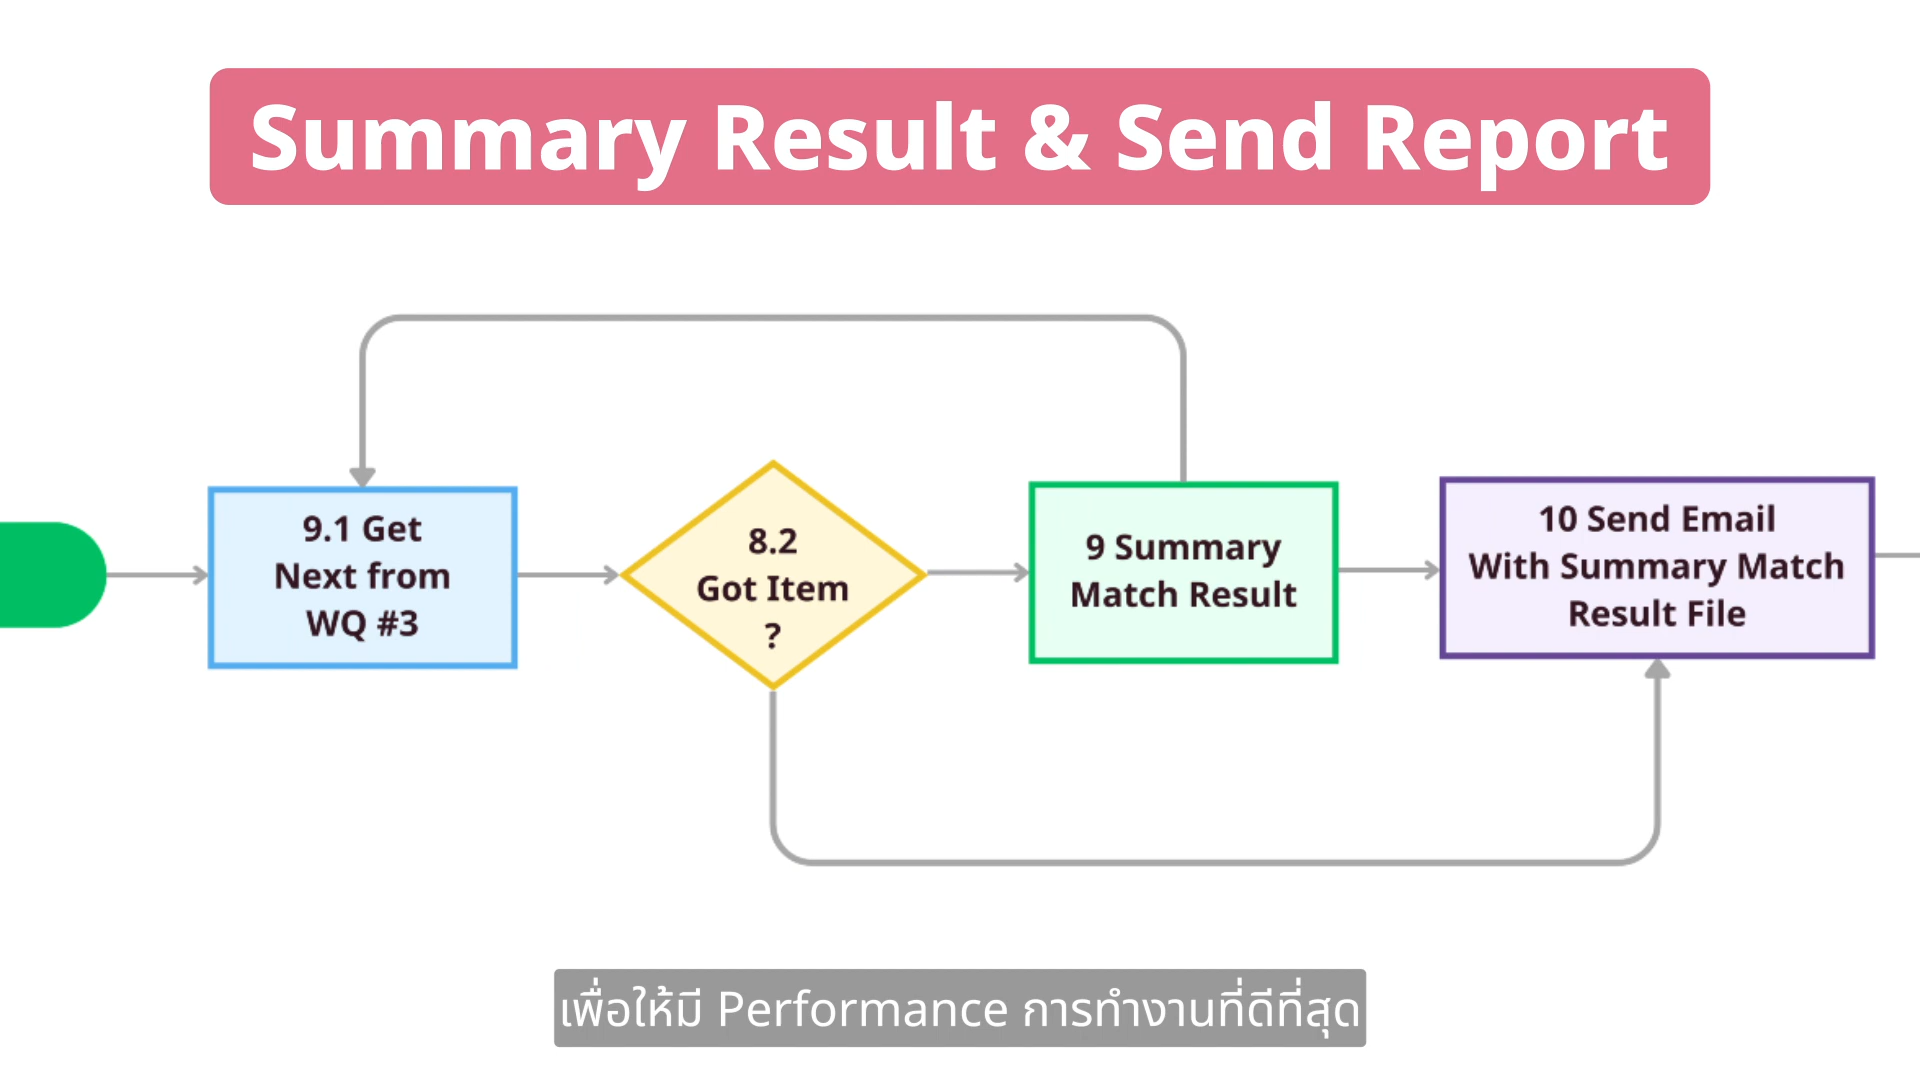 Summary Result & Send Report
9.1 Get
Next from
WQ #3
8.2
Got Item
?
9 Summary
Match Result
10 Send Email
With Summary Match
Result File
เพื่อให้มี Performance การทำงานที่ดีที่สุด